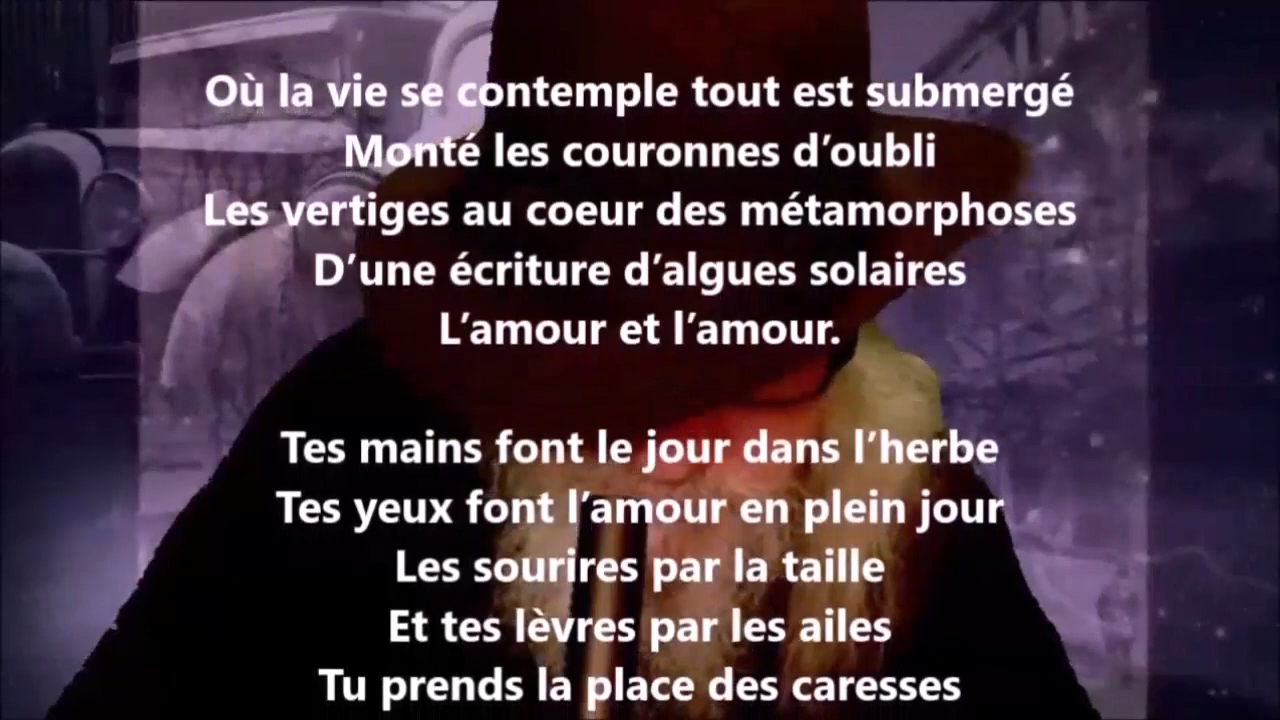 Où la vie se contemple tout est submergé
Monté les couronnes d’oubli
Les vertiges au coeur des métamorphoses
D’une écriture d’algues solaires
L’amour et l’amour.
Tes mains font le jour dans l’herbe
Tes yeux font l’amour en plein jour
Les sourires par la taille
Et tes lèvres par les ailes
Tu prends la place des caresses